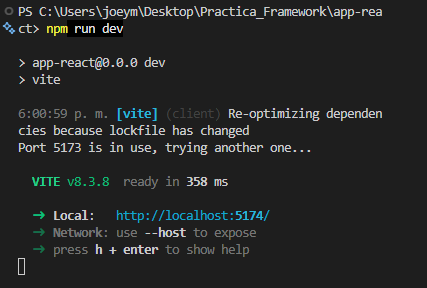 PS C:\Users\joeym\Desktop\Practica_Framework\app-rea
ct> npm run dev
> app-react@0.0.0 dev
> vite
6:00:59 p. m. [vite] (client) Re-optimizing dependen
cies because lockfile has changed
Port 5173 is in use, trying another one...
VITE v8.3.8 ready in 358 ms
➜ Local: http://localhost:5174/
➜ Network: use --host to expose
➜ press h + enter to show help